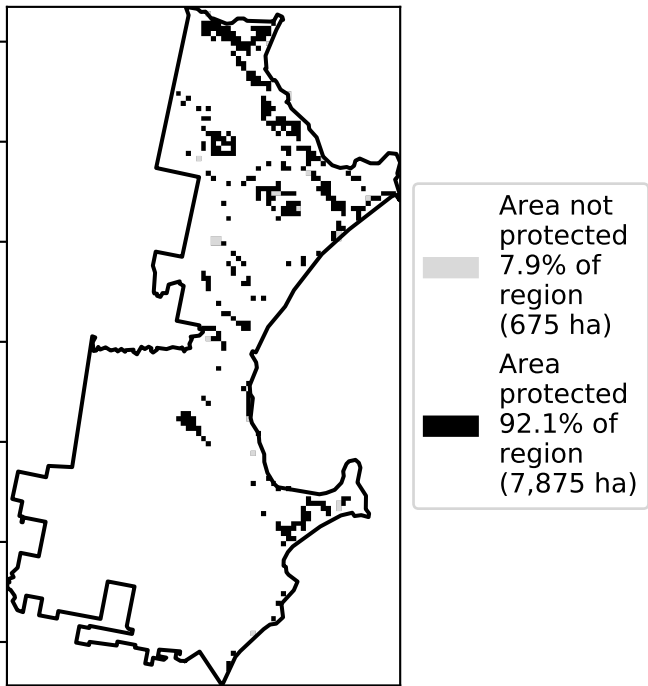 Area not
protected
7.9% of
region
(675 ha)
Area
protected
92.1% of
region
(7,875 ha)